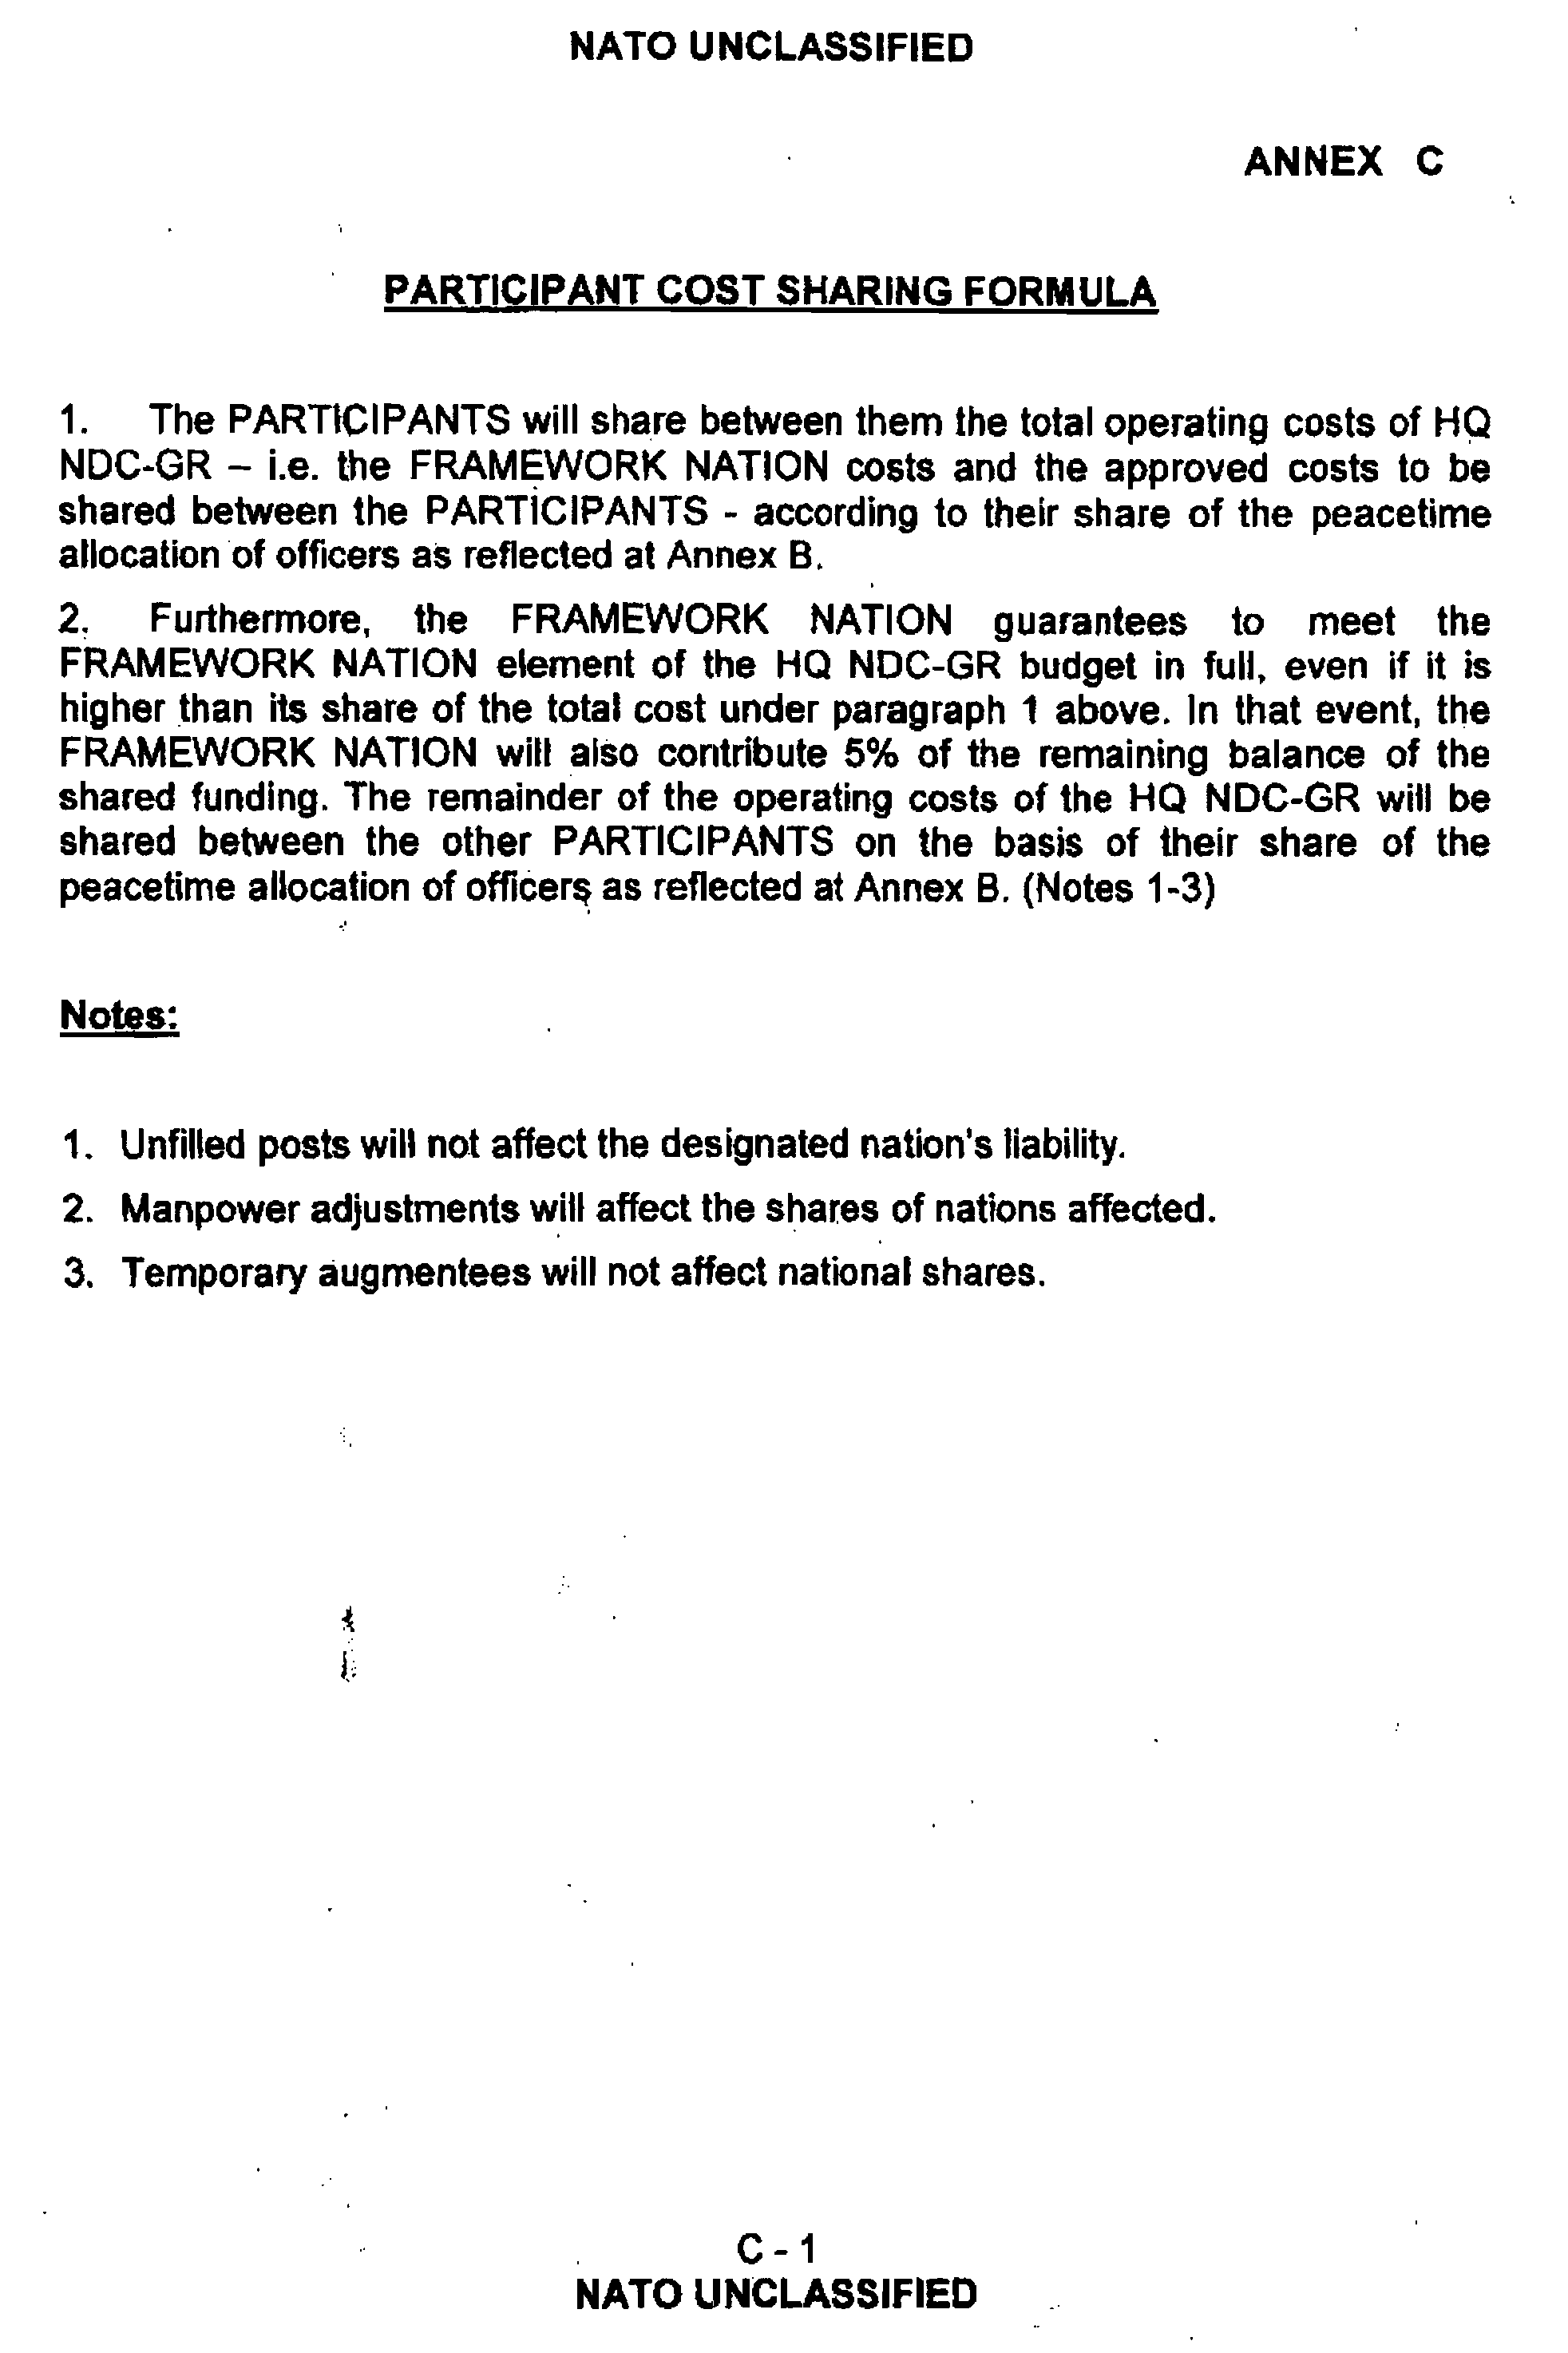 NATO UNCLASSIFIED
ANNEX C
PARTICIPANT COST SHARING FORMULA
1. The PARTICIPANTS will share between them the total operating costs of HQ
NDC-GR – i.e. the FRAMEWORK NATION costs and the approved costs to be
shared between the PARTICIPANTS - according to their share of the peacetime
allocation of officers as reflected at Annex B.
2. Furthermore, the FRAMEWORK NATION guarantees to meet the
FRAMEWORK NATION element of the HQ NDC-GR budget in full, even if it is
higher than its share of the total cost under paragraph 1 above. In that event, the
FRAMEWORK NATION will also contribute 5% of the remaining balance of the
shared funding. The remainder of the operating costs of the HQ NDC-GR will be
shared between the other PARTICIPANTS on the basis of their share of the
peacetime allocation of officers as reflected at Annex B. (Notes 1-3)
Notes:
1. Unfilled posts will not affect the designated nation's liability.
2. Manpower adjustments will affect the shares of nations affected.
3. Temporary augmentees will not affect national shares.
C - 1
NATO UNCLASSIFIED